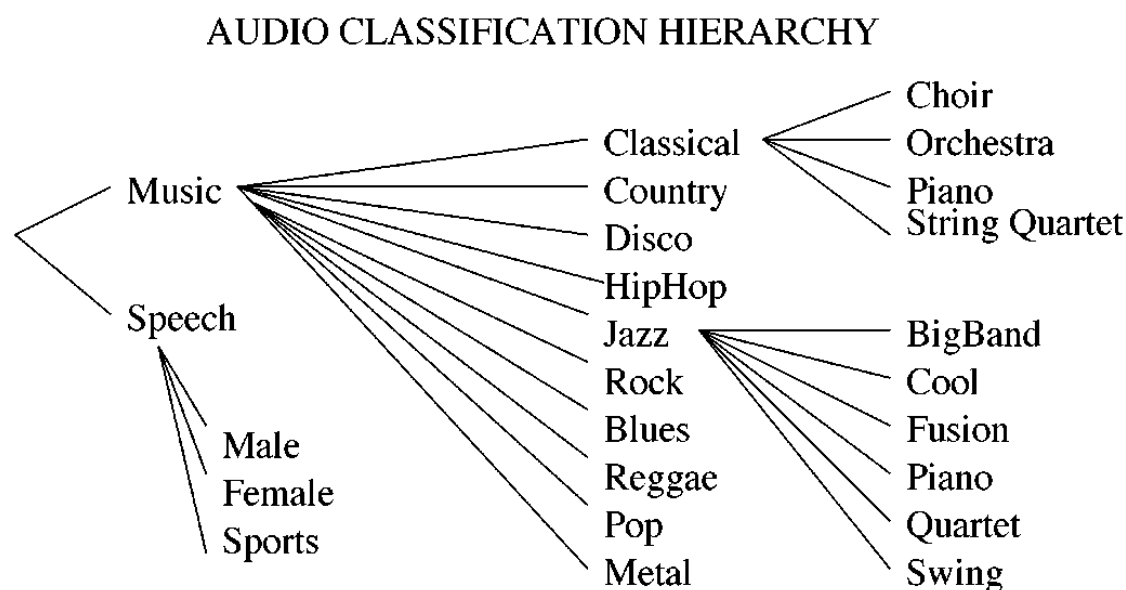 AUDIO CLASSIFICATION HIERARCHY
Music
Speech
Male
Female
Sports
Classical
Country
Disco
HipHop
Jazz
Rock
Blues
Reggae
Pop
Metal
Choir
Orchestra
Piano
String Quartet
BigBand
Cool
Fusion
Piano
Quartet
Swing